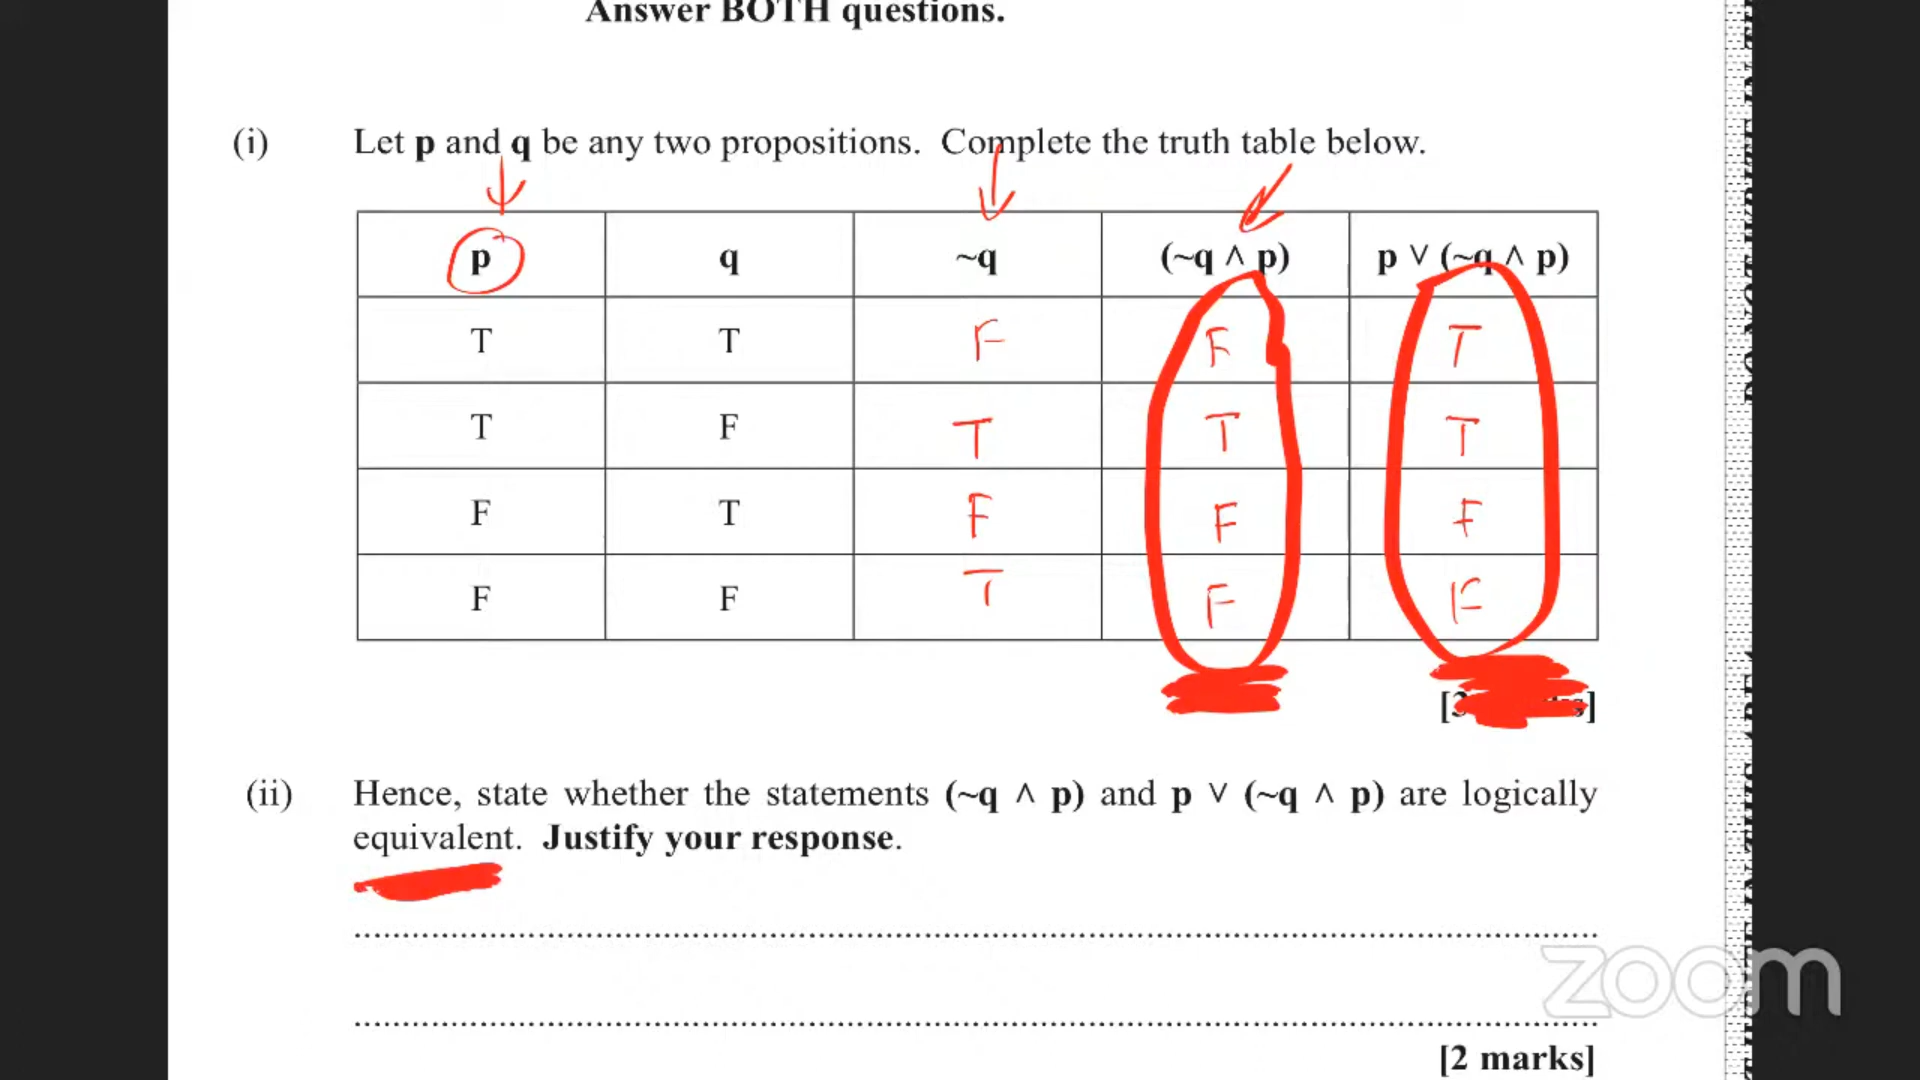 Answer BOTH questions.
(i) Let p and q be any two propositions. Complete the truth table below.
p q ~q (~q ∧ p) p ∨ (~q ∧ p)
T T F F T
T F T T T
F T F F F
F F T F F
(ii) Hence, state whether the statements (~q ∧ p) and p ∨ (~q ∧ p) are logically
equivalent. Justify your response.
zoom
[2 marks]